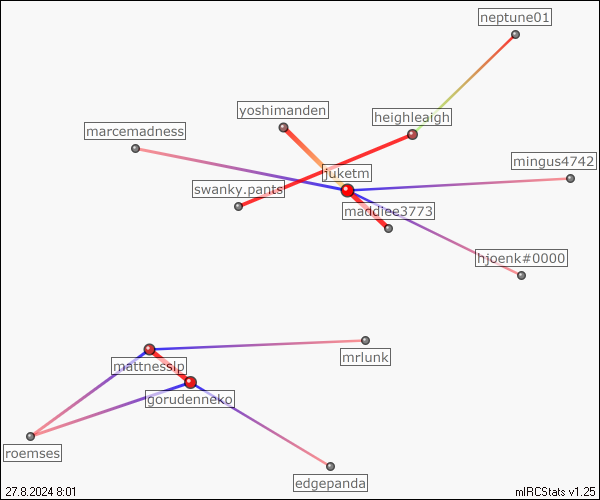 neptune01
yoshimanden
heighleaigh
marcemadness
mingus4742
juketm
swanky.pants
maddiee3773
hjoenk#0000
mrlunk
mattnesslp
gorudenneko
roemses
edgepanda
27.8.2024 8:01
mIRCStats v1.25